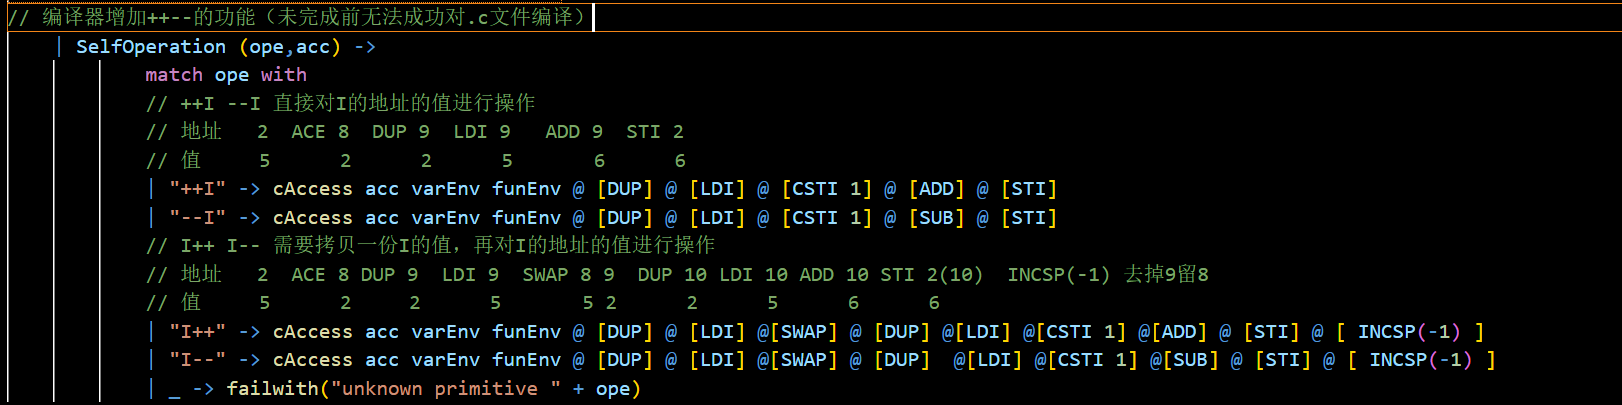 // 编译器增加++--的功能（未完成前无法成功对.c文件编译）
| SelfOperation (ope,acc) ->
match ope with
// ++I --I 直接对I的地址的值进行操作
// 地址   2  ACE 8  DUP 9  LDI 9   ADD 9  STI 2
// 值     5      2      2      5       6      6
| "++I" -> cAccess acc varEnv funEnv @ [DUP] @ [LDI] @ [CSTI 1] @ [ADD] @ [STI]
| "--I" -> cAccess acc varEnv funEnv @ [DUP] @ [LDI] @ [CSTI 1] @ [SUB] @ [STI]
// I++ I-- 需要拷贝一份I的值，再对I的地址的值进行操作
// 地址   2  ACE 8 DUP 9  LDI 9  SWAP 8 9  DUP 10 LDI 10 ADD 10 STI 2(10)  INCSP(-1) 去掉9留8
// 值     5      2     2      5       5 2      2      5      6      6
| "I++" -> cAccess acc varEnv funEnv @ [DUP] @ [LDI] @[SWAP] @ [DUP] @[LDI] @[CSTI 1] @[ADD] @ [STI] @ [ INCSP(-1) ]
| "I--" -> cAccess acc varEnv funEnv @ [DUP] @ [LDI] @[SWAP] @ [DUP]  @[LDI] @[CSTI 1] @[SUB] @ [STI] @ [ INCSP(-1) ]
| _ -> failwith("unknown primitive " + ope)